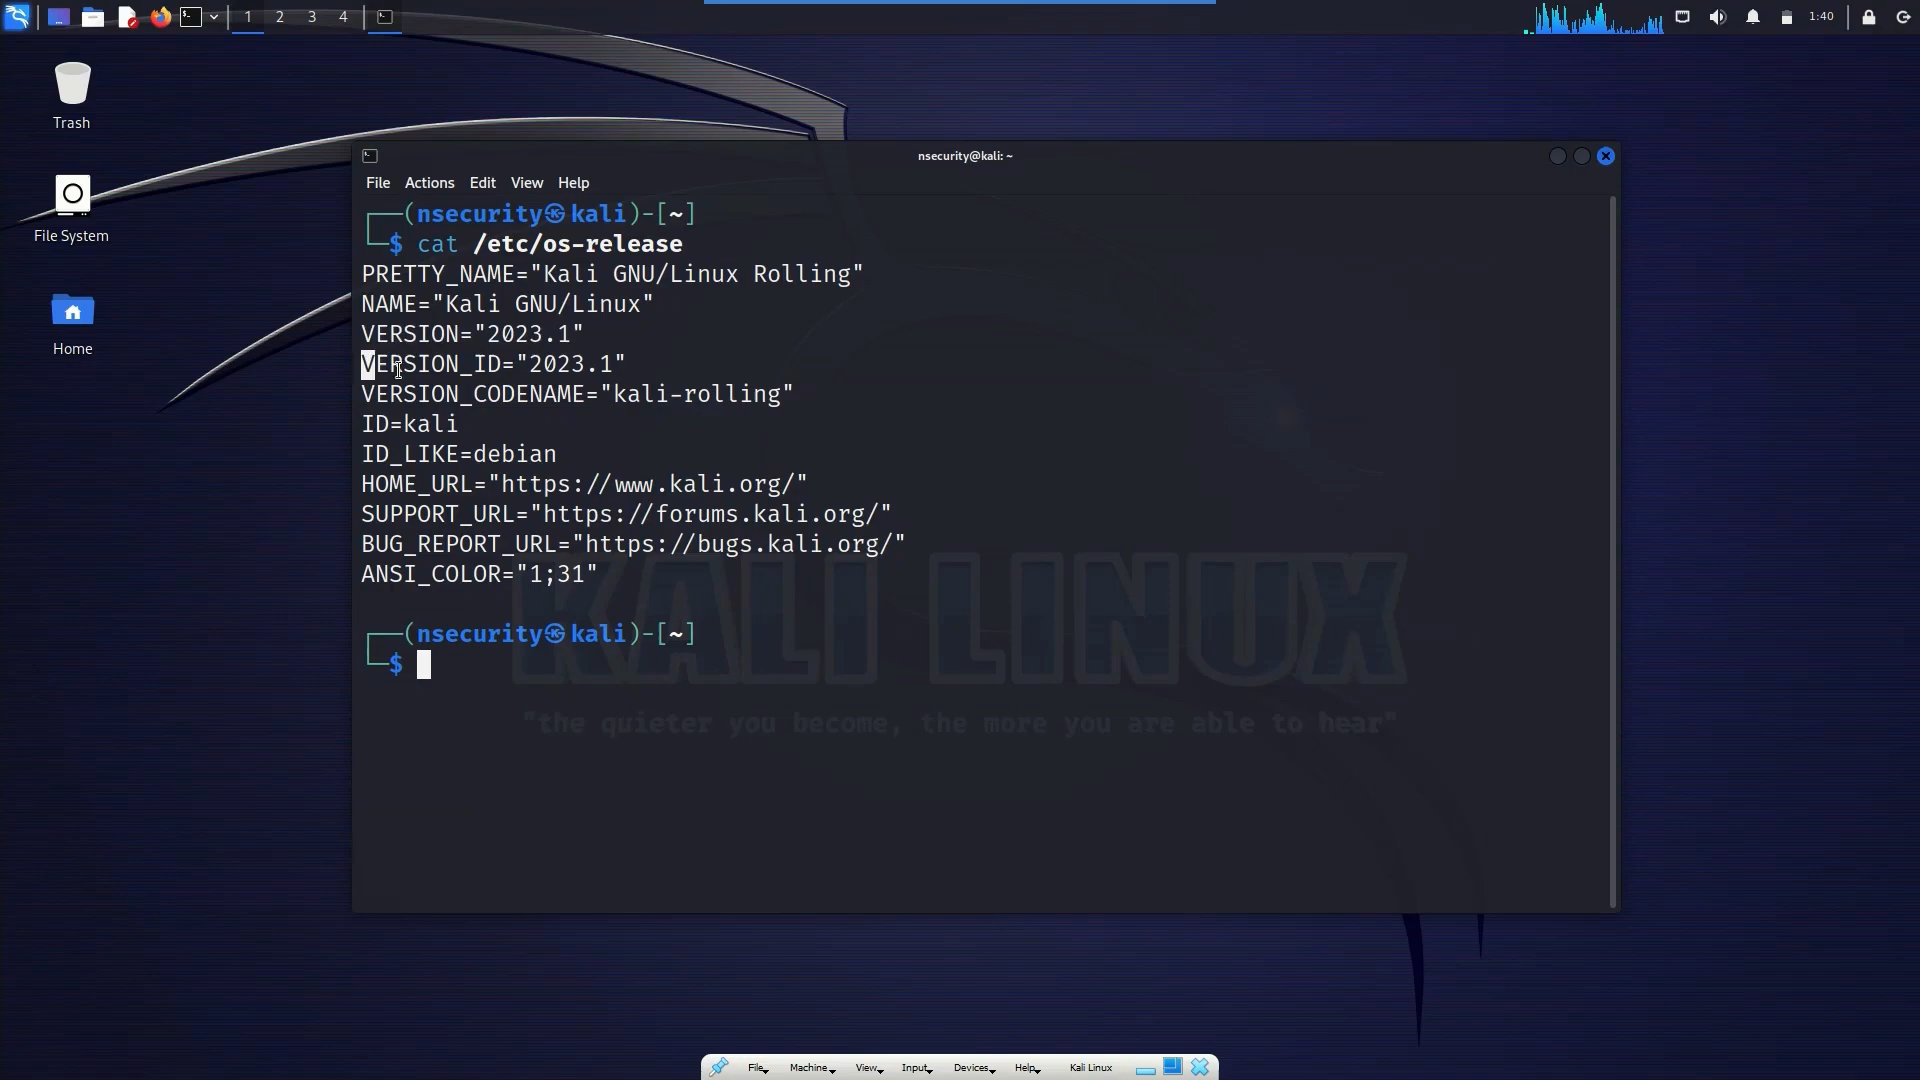 1 2 3 4
1:40
Trash
File System
Home
nsecurity@kali: ~
File Actions Edit View Help
┌──(nsecurity㉿kali)-[~]
└─$ cat /etc/os-release
PRETTY_NAME="Kali GNU/Linux Rolling"
NAME="Kali GNU/Linux"
VERSION="2023.1"
VERSION_ID="2023.1"
VERSION_CODENAME="kali-rolling"
ID=kali
ID_LIKE=debian
HOME_URL="https://www.kali.org/"
SUPPORT_URL="https://forums.kali.org/"
BUG_REPORT_URL="https://bugs.kali.org/"
ANSI_COLOR="1;31"
┌──(nsecurity㉿kali)-[~]
└─$
KALI LINUX
"the quieter you become, the more you are able to hear"
File Machine View Input Devices Help Kali Linux